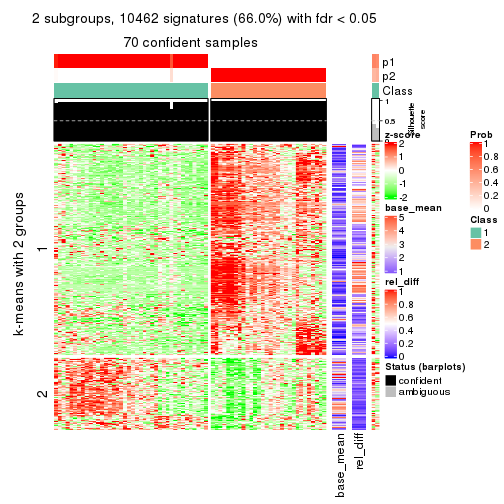 2 subgroups, 10462 signatures (66.0%) with fdr < 0.05
70 confident samples
p1
p2
Class
1
0.5
0
Silhouette
score
k-means with 2 groups
1
2
base_mean
rel_diff
z-score
2
1
0
-1
-2
base_mean
5
4
3
2
1
rel_diff
1
0.8
0.6
0.4
0.2
0
Status (barplots)
confident
ambiguous
Prob
1
0.8
0.6
0.4
0.2
0
Class
1
2